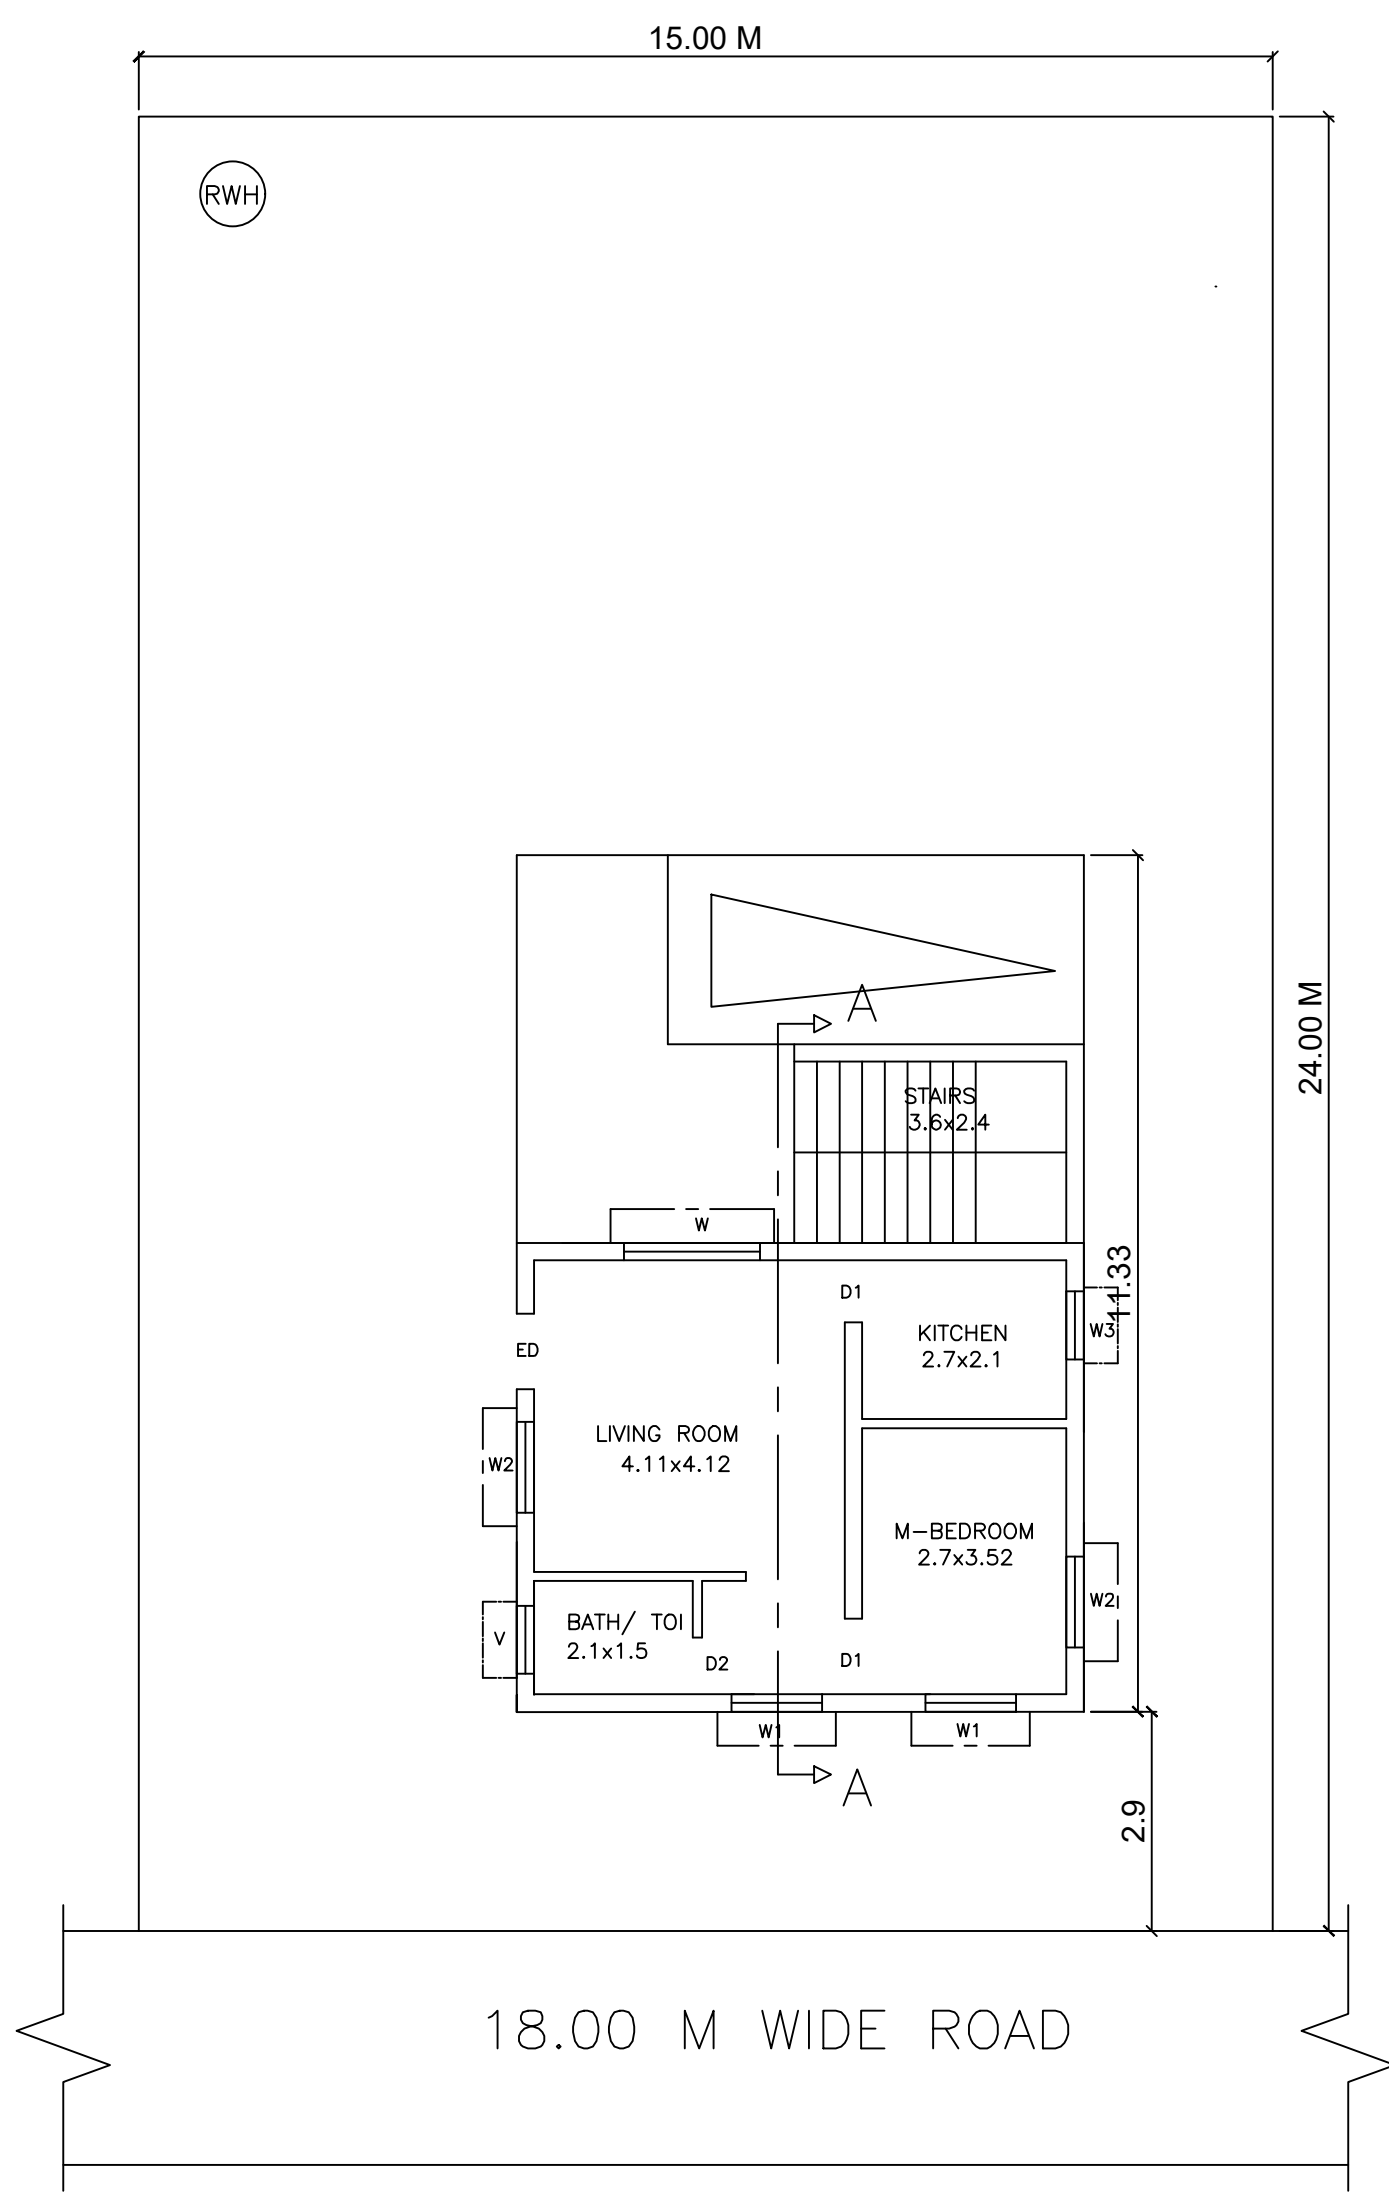 15.00 M
RWH
24.00 M
A
STAIRS
3.6x2.4
W
11.33
D1
KITCHEN
2.7x2.1
W3
ED
LIVING ROOM
4.11x4.12
W2
M-BEDROOM
2.7x3.52
W2
BATH/ TOI
2.1x1.5
V
D2
D1
W1
W1
A
2.9
18.00 M WIDE ROAD